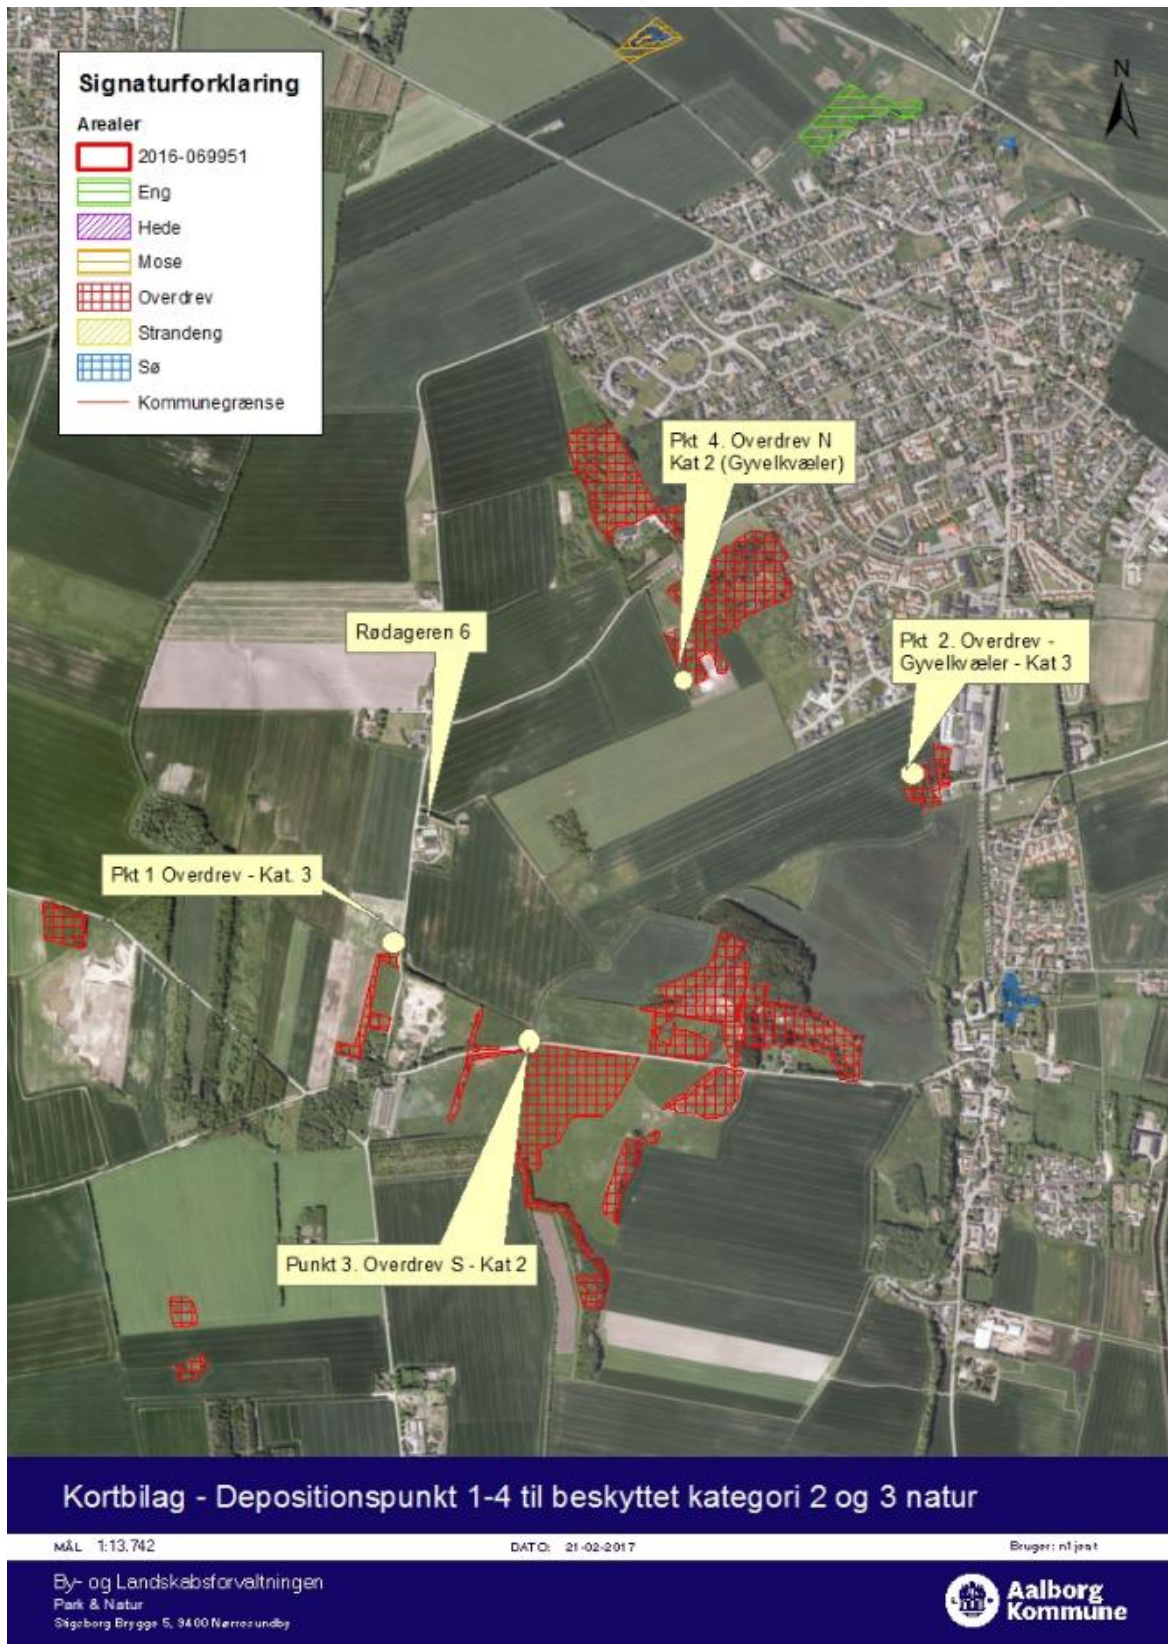 Signaturforklaring
Arealer
2016-069951
Eng
Hede
Mose
Overdrev
Strandeng
Sø
Kommunegrænse
N
Pkt 4. Overdrev N
Kat 2 (Gyvelkvæler)
Rødageren 6
Pkt 2. Overdrev -
Gyvelkvæler - Kat 3
Pkt 1 Overdrev - Kat. 3
Punkt 3. Overdrev S - Kat 2
Kortbilag - Depositionspunkt 1-4 til beskyttet kategori 2 og 3 natur
MÅL 1:13.742
DATO: 21-02-2017
Bruger:
By- og Landskabsforvaltningen
Park & Natur
Stigsborg Brygge 5, 9400 Nørresundby
Aalborg
Kommune